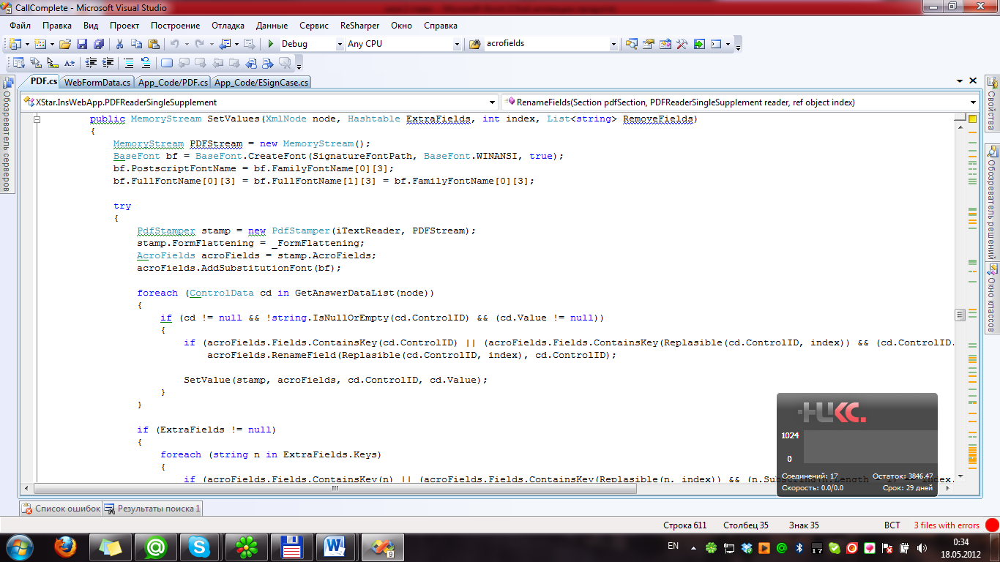 CallComplete - Microsoft Visual Studio
Файл Правка Вид Проект Построение Отладка Данные Сервис ReSharper Окно Справка
Debug Any CPU acrofields
PDF.cs WebFormData.cs App_Code/PDF.cs App_Code/ESignCase.cs
XStar.InsWebApp.PDFReaderSingleSupplement RenameFields(Section pdfSection, PDFReaderSingleSupplement reader, ref object index)
public MemoryStream SetValues(XmlNode node, Hashtable ExtraFields, int index, List<string> RemoveFields)
{
MemoryStream PDFStream = new MemoryStream();
BaseFont bf = BaseFont.CreateFont(SignatureFontPath, BaseFont.WINANSI, true);
bf.PostscriptFontName = bf.FamilyFontName[0][3];
bf.FullFontName[0][3] = bf.FullFontName[1][3] = bf.FamilyFontName[0][3];
try
{
PdfStamper stamp = new PdfStamper(iTextReader, PDFStream);
stamp.FormFlattening = _FormFlattening;
AcroFields acroFields = stamp.AcroFields;
acroFields.AddSubstitutionFont(bf);
foreach (ControlData cd in GetAnswerDataList(node))
{
if (cd != null && !string.IsNullOrEmpty(cd.ControlID) && (cd.Value != null))
{
if (acroFields.Fields.ContainsKey(cd.ControlID) || (acroFields.Fields.ContainsKey(Replasible(cd.ControlID, index)) && (cd.ControlID.
acroFields.RenameField(Replasible(cd.ControlID, index), cd.ControlID);
SetValue(stamp, acroFields, cd.ControlID, cd.Value);
}
}
if (ExtraFields != null)
{
foreach (string n in ExtraFields.Keys)
{
if (acroFields.Fields.ContainsKey(n) || (acroFields.Fields.ContainsKey(Replasible(n, index)) &&
Обозреватель серверов
Свойства
Обозреватель решений
Окно классов
НЦКС.
1024
0
Соединений: 17 Остаток: 3846.47
Скорость: 0.0/0.0 Срок: 29 дней
Список ошибок Результаты поиска 1
Строка 611 Столбец 35 Знак 35 ВСТ 3 files with errors
EN 17 0:34
18.05.2012